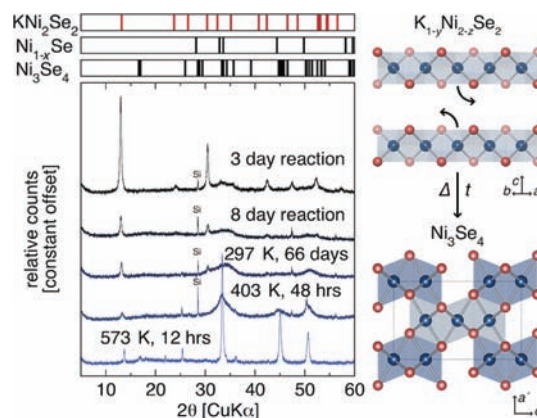 KNi2Se2
Ni1-xSe
Ni3Se4
relative counts
[constant offset]
3 day reaction
Si
8 day reaction
Si
297 K, 66 days
Si
403 K, 48 hrs
573 K, 12 hrs
10 20 30 40 50 60
2θ [CuKα]
K1-yNi2-zSe2
Δ t
c
b a
Ni3Se4
a'
c'